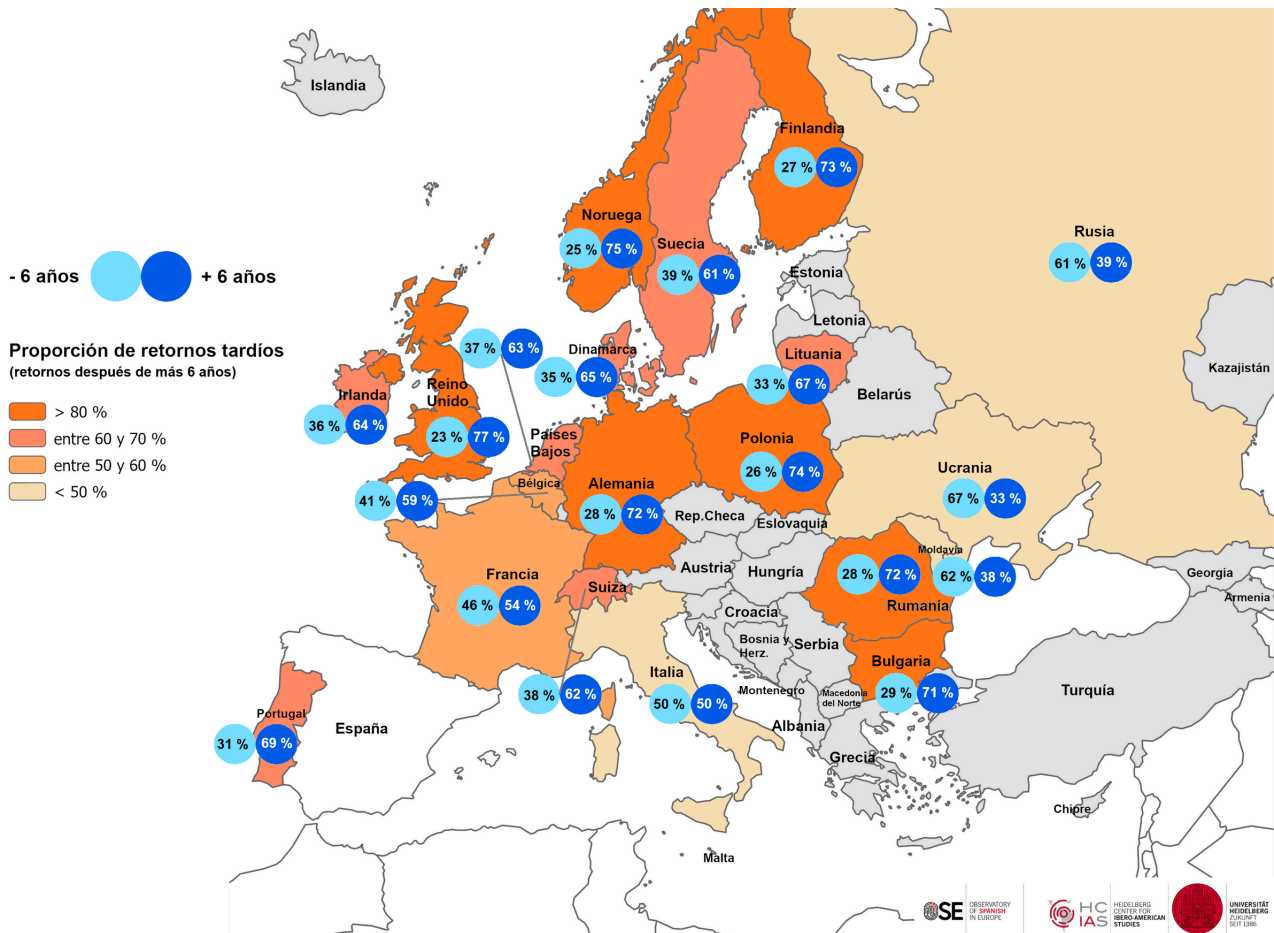 Islandia
Finlandia
27 % 73 %
Noruega
25 % 75 %
Suecia
39 % 61 %
Rusia
61 % 39 %
- 6 años + 6 años
Estonia
Letonia
Proporción de retornos tardíos
(retornos después de más 6 años)
> 80 %
entre 60 y 70 %
entre 50 y 60 %
< 50 %
37 % 63 %
Dinamarca
35 % 65 %
Lituania
33 % 67 %
Kazajistán
Belarús
Irlanda
36 % 64 %
Reino
Unido
23 % 77 %
Países
Bajos
Polonia
26 % 74 %
Ucrania
67 % 33 %
Bélgica
41 % 59 %
Alemania
28 % 72 %
Rep.Checa
Eslovaquia
Moldavia
62 % 38 %
Austria
Hungría
28 % 72 %
Rumanía
Georgia
Armenia
Francia
46 % 54 %
Suiza
38 % 62 %
Croacia
Bosnia y
Herz.
Serbia
Bulgaria
29 % 71 %
Italia
50 % 50 %
Montenegro
Macedonia
del Norte
Albania
Turquía
Portugal
31 % 69 %
España
Grecia
Chipre
Malta
OSE
OBSERVATORY
OF SPANISH
IN EUROPE
HC
IAS
HEIDELBERG
CENTER FOR
IBERO-AMERICAN
STUDIES
UNIVERSITÄT
HEIDELBERG
ZUKUNFT
SEIT 1386